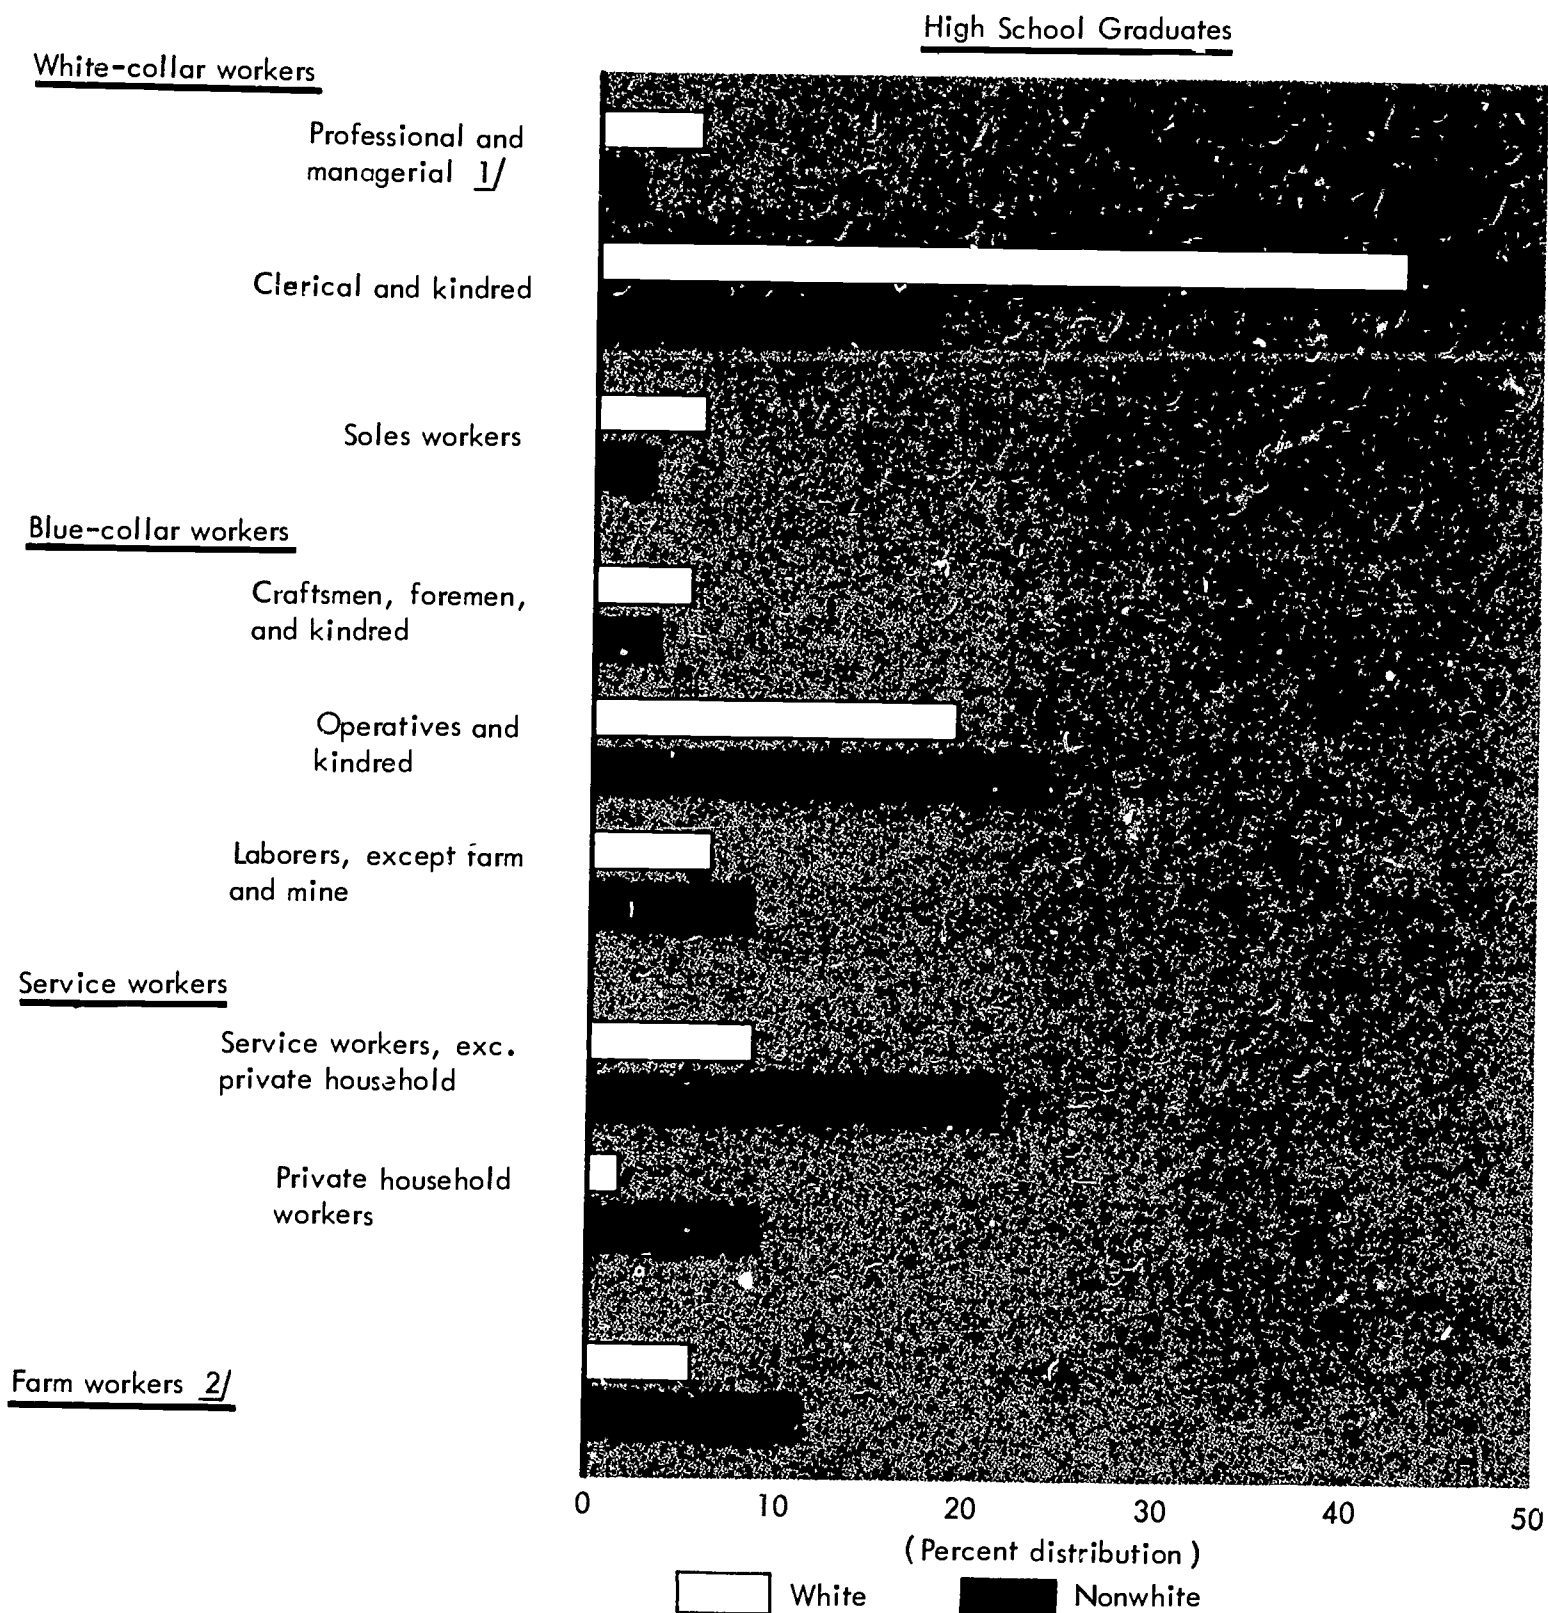 High School Graduates
White-collar workers
Professional and
managerial 1/
Clerical and kindred
Soles workers
Blue-collar workers
Craftsmen, foremen,
and kindred
Operatives and
kindred
Laborers, except farm
and mine
Service workers
Service workers, exc.
private household
Private household
workers
Farm workers 2/
0 10 20 30 40 50
(Percent distribution)
White Nonwhite